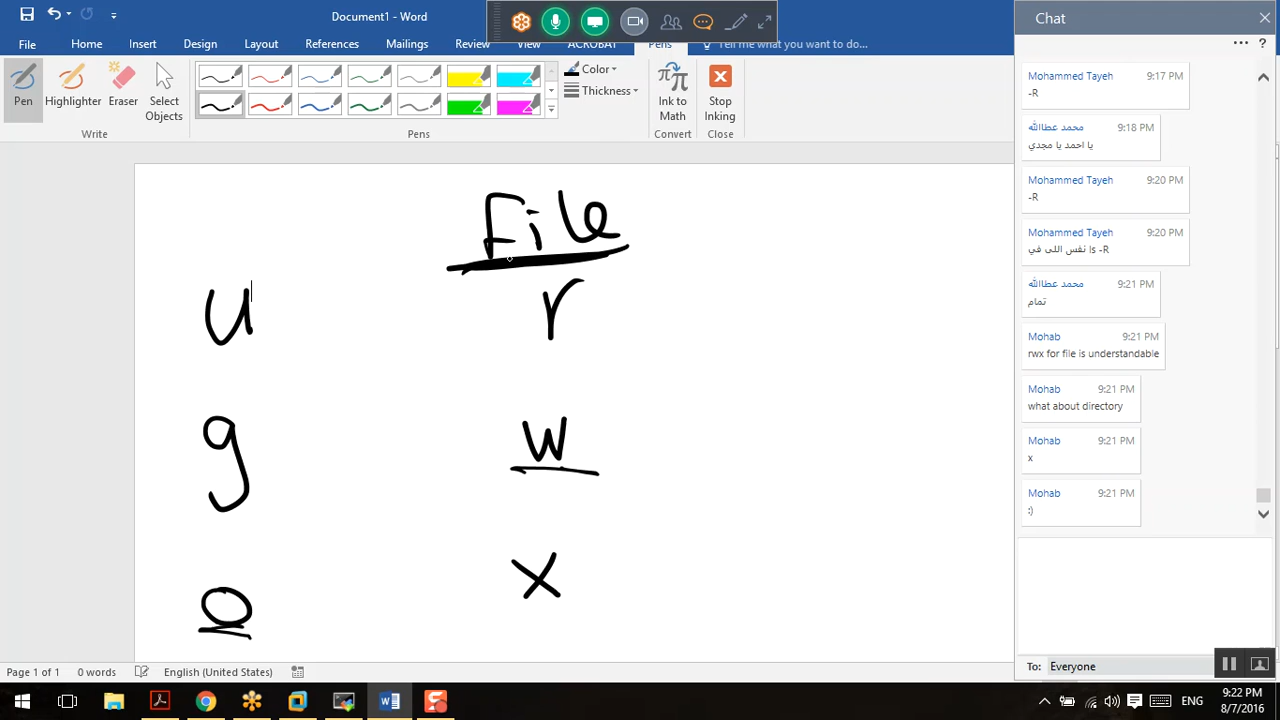 Document1 - Word
File Home Insert Design Layout References Mailings Review View ACROBAT Pens Tell me what you want to do...
Pen
Highlighter
Eraser
Select
Objects
Color
Thickness
Ink to
Math
Stop
Inking
Write
Pens
Convert
Close
File
u r
g w
o x
Chat
Mohammed Tayeh 9:17 PM
-R
محمد عطاالله 9:18 PM
يا احمد يا مجدي
Mohammed Tayeh 9:20 PM
-R
Mohammed Tayeh 9:20 PM
نفس اللى في ls -R
محمد عطاالله 9:21 PM
تمام
Mohab 9:21 PM
rwx for file is understandable
Mohab 9:21 PM
what about directory
Mohab 9:21 PM
x
Mohab 9:21 PM
:)
To: Everyone
Page 1 of 1 0 words English (United States)
ENG
9:22 PM
8/7/2016